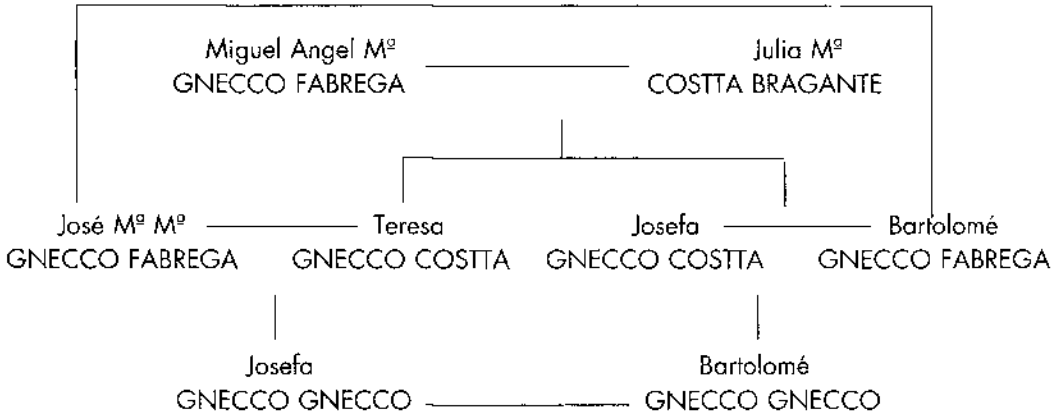 Miguel Angel Mª Julia Mª
GNECCO FABREGA COSTTA BRAGANTE
José Mª Mª Teresa Josefa Bartolomé
GNECCO FABREGA GNECCO COSTTA GNECCO COSTTA GNECCO FABREGA
Josefa Bartolomé
GNECCO GNECCO GNECCO GNECCO